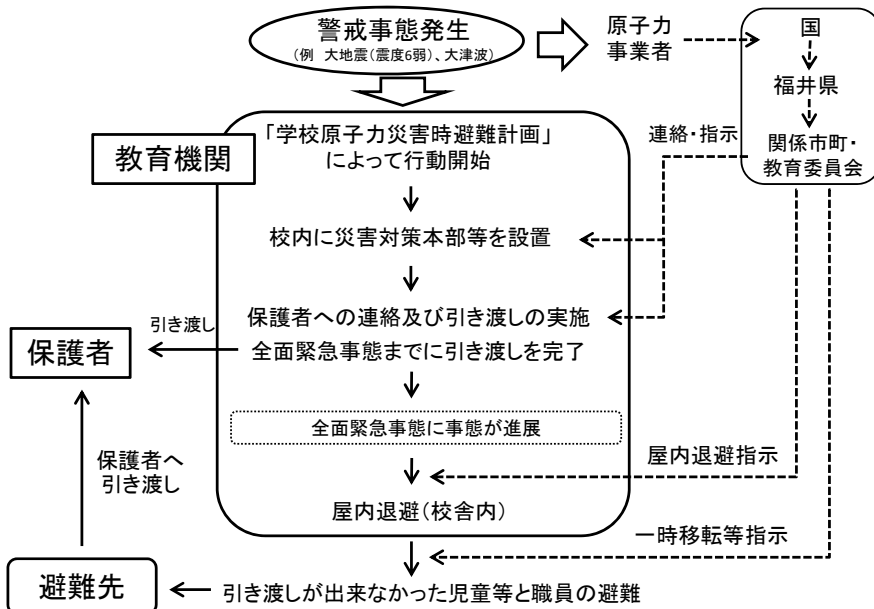 警戒事態発生
(例 大地震(震度6弱)、大津波)
原子力
事業者
国
福井県
関係市町・
教育委員会
連絡・指示
教育機関
「学校原子力災害時避難計画」
によって行動開始
校内に災害対策本部等を設置
保護者への連絡及び引き渡しの実施
全面緊急事態までに引き渡しを完了
引き渡し
保護者
全面緊急事態に事態が進展
屋内退避指示
保護者へ
引き渡し
屋内退避(校舎内)
一時移転等指示
避難先
引き渡しが出来なかった児童等と職員の避難